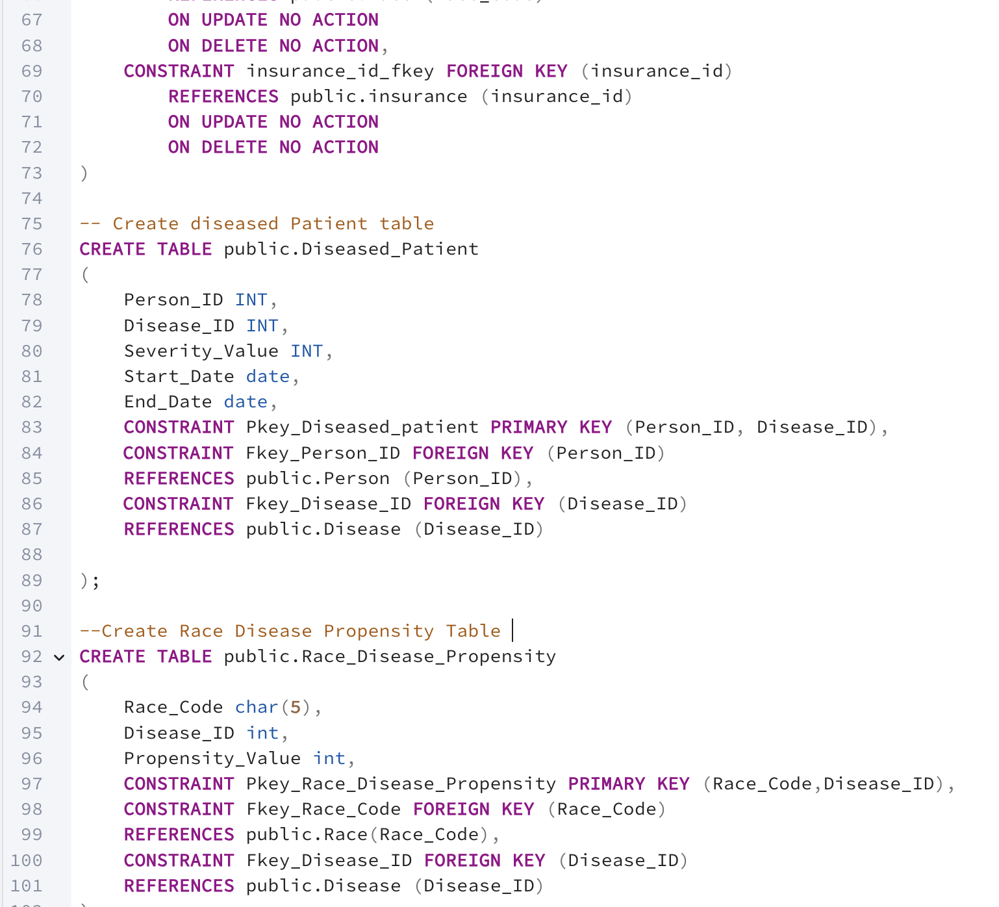 67 ON UPDATE NO ACTION
68 ON DELETE NO ACTION,
69 CONSTRAINT insurance_id_fkey FOREIGN KEY (insurance_id)
70 REFERENCES public.insurance (insurance_id)
71 ON UPDATE NO ACTION
72 ON DELETE NO ACTION
73 )
74
75 -- Create diseased Patient table
76 CREATE TABLE public.Diseased_Patient
77 (
78 Person_ID INT,
79 Disease_ID INT,
80 Severity_Value INT,
81 Start_Date date,
82 End_Date date,
83 CONSTRAINT Pkey_Diseased_patient PRIMARY KEY (Person_ID, Disease_ID),
84 CONSTRAINT Fkey_Person_ID FOREIGN KEY (Person_ID)
85 REFERENCES public.Person (Person_ID),
86 CONSTRAINT Fkey_Disease_ID FOREIGN KEY (Disease_ID)
87 REFERENCES public.Disease (Disease_ID)
88
89 );
90
91 --Create Race Disease Propensity Table
92 CREATE TABLE public.Race_Disease_Propensity
93 (
94 Race_Code char(5),
95 Disease_ID int,
96 Propensity_Value int,
97 CONSTRAINT Pkey_Race_Disease_Propensity PRIMARY KEY (Race_Code,Disease_ID),
98 CONSTRAINT Fkey_Race_Code FOREIGN KEY (Race_Code)
99 REFERENCES public.Race(Race_Code),
100 CONSTRAINT Fkey_Disease_ID FOREIGN KEY (Disease_ID)
101 REFERENCES public.Disease (Disease_ID)